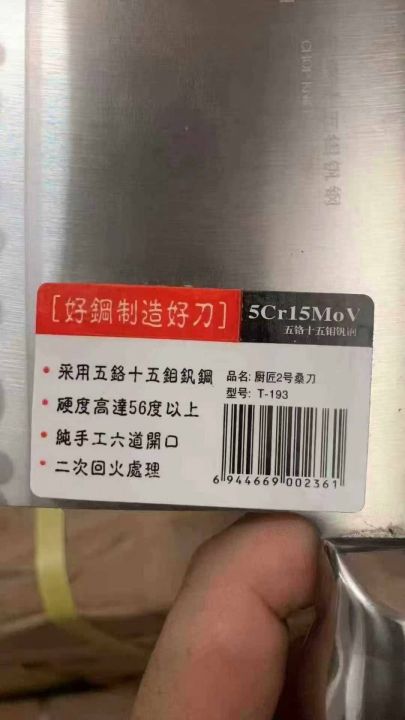 [好鋼制造好刀]
5Cr15MoV
五铬十五钼钒钢
• 采用五鉻十五鉬釩鋼
• 硬度高達56度以上
• 純手工六道開口
• 二次回火處理
品名: 厨匠2号桑刀
型号: T-193
6 944669 002361